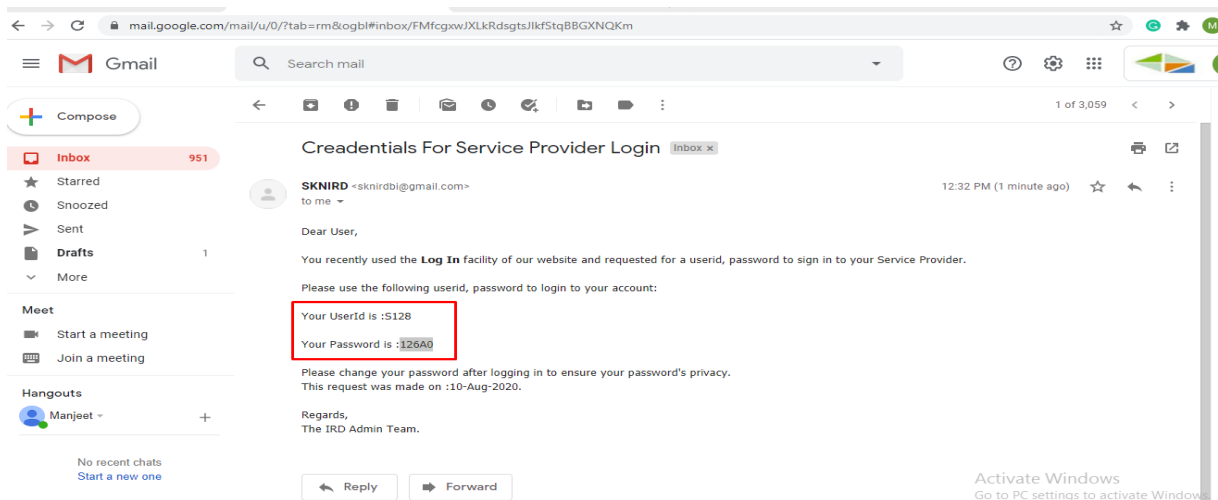 mail.google.com/mail/u/0/?tab=rm&ogbl#inbox/FMfcgxwJXLkRdsgtsJIkfStqBBGXNQKm
Gmail
Search mail
Compose
1 of 3,059
Inbox 951
Starred
Snoozed
Sent
Drafts 1
More
Meet
Start a meeting
Join a meeting
Hangouts
Manjeet
No recent chats
Start a new one
Creadentials For Service Provider Login Inbox x
SKNIRD <sknirdbi@gmail.com> 12:32 PM (1 minute ago)
to me
Dear User,
You recently used the Log In facility of our website and requested for a userid, password to sign in to your Service Provider.
Please use the following userid, password to login to your account:
Your UserId is :S128
Your Password is :126A0
Please change your password after logging in to ensure your password's privacy.
This request was made on :10-Aug-2020.
Regards,
The IRD Admin Team.
Reply Forward
Activate Windows
Go to PC settings to activate Windows